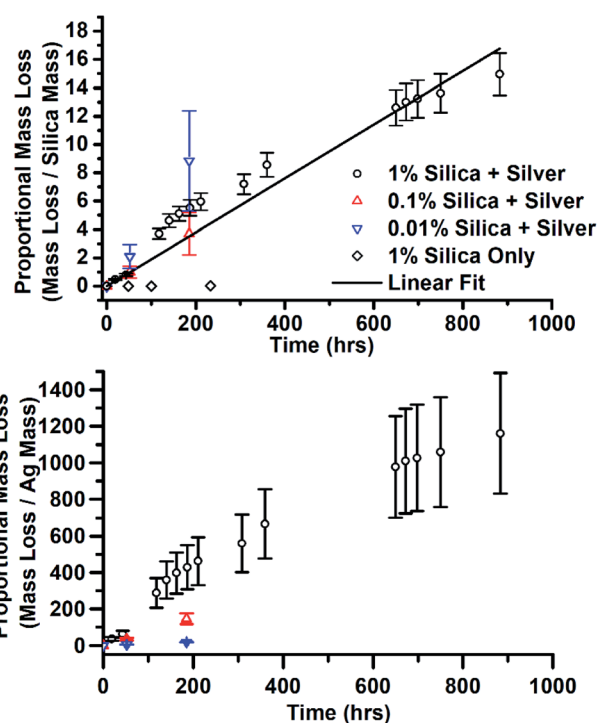 Proportional Mass Loss
(Mass Loss / Silica Mass)
18
16
14
12
10
8
6
4
2
0
1% Silica + Silver
0.1% Silica + Silver
0.01% Silica + Silver
1% Silica Only
Linear Fit
0 200 400 600 800 1000
Time (hrs)
Proportional Mass Loss
(Mass Loss / Ag Mass)
1400
1200
1000
800
600
400
200
0
0 200 400 600 800 1000
Time (hrs)